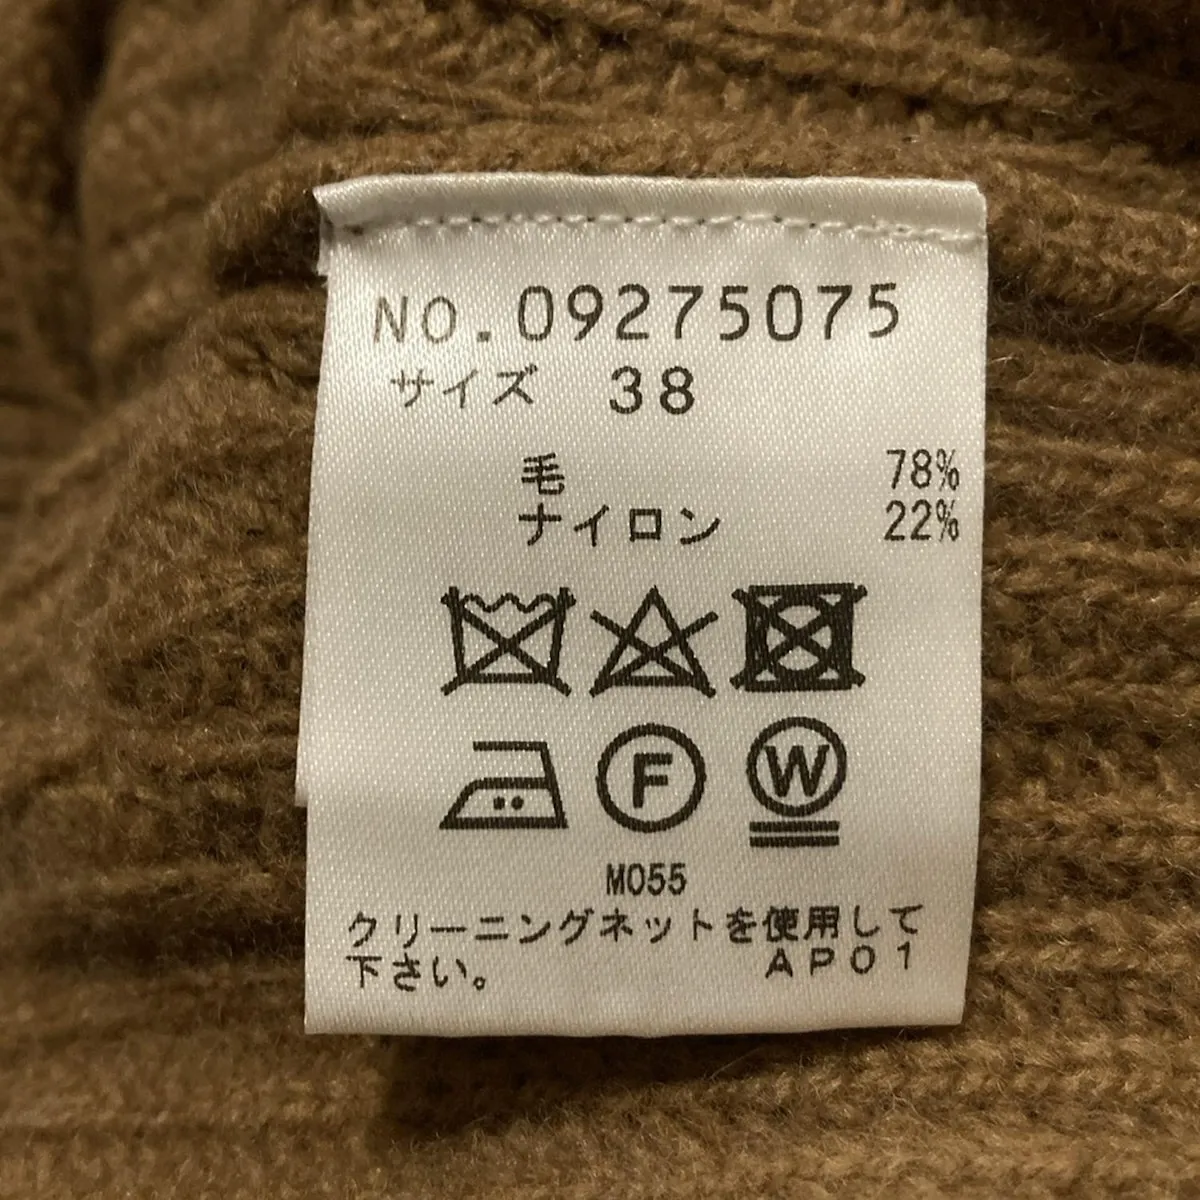 NO.09275075
サイズ 38
毛 78%
ナイロン 22%
F W
M055
クリーニングネットを使用して
下さい。 AP01